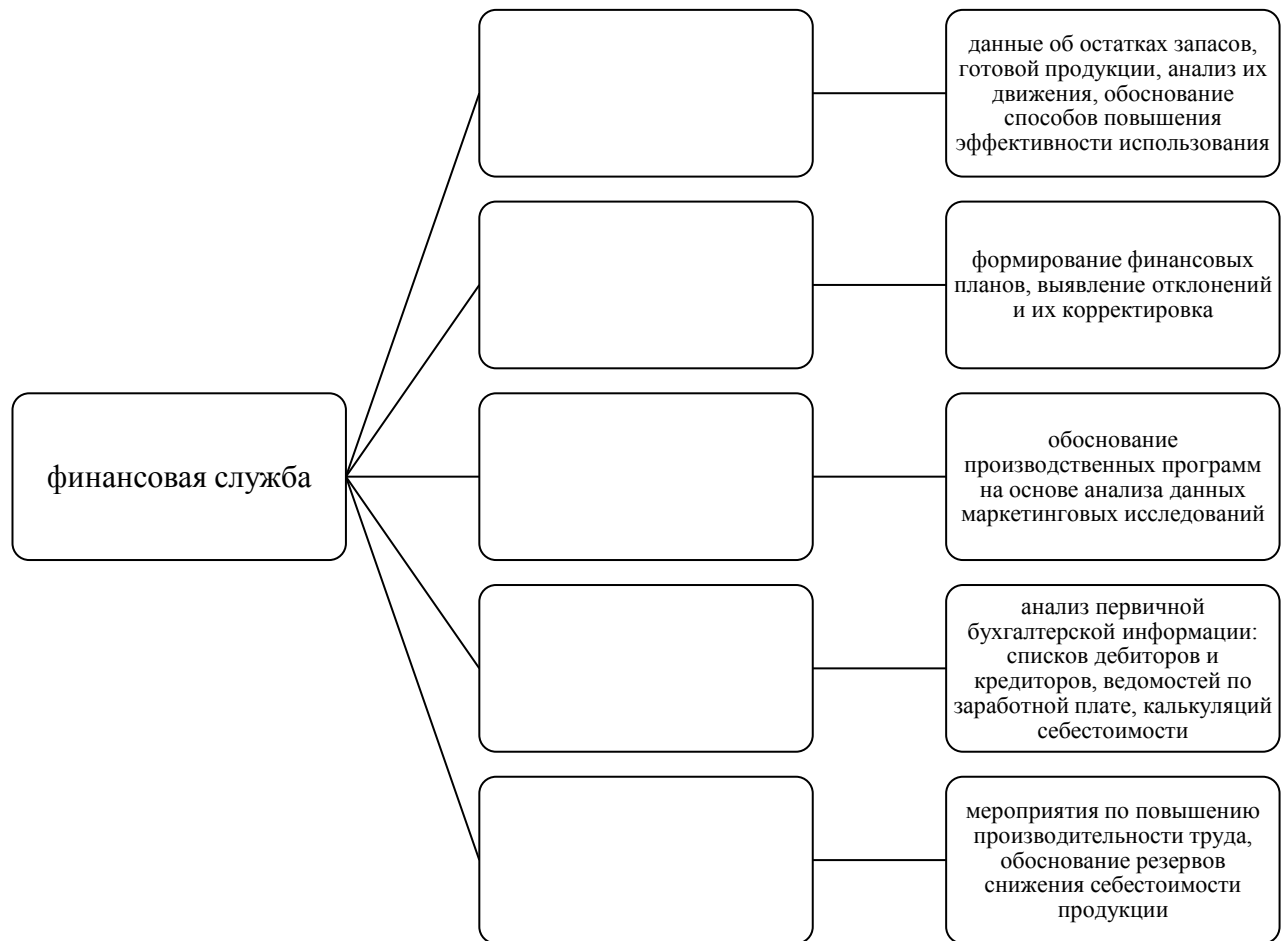 данные об остатках запасов,
готовой продукции, анализ их
движения, обоснование
способов повышения
эффективности использования
формирование финансовых
планов, выявление отклонений
и их корректировка
финансовая служба
обоснование
производственных программ
на основе анализа данных
маркетинговых исследований
анализ первичной
бухгалтерской информации:
списков дебиторов и
кредиторов, ведомостей по
заработной плате, калькуляций
себестоимости
мероприятия по повышению
производительности труда,
обоснование резервов
снижения себестоимости
продукции